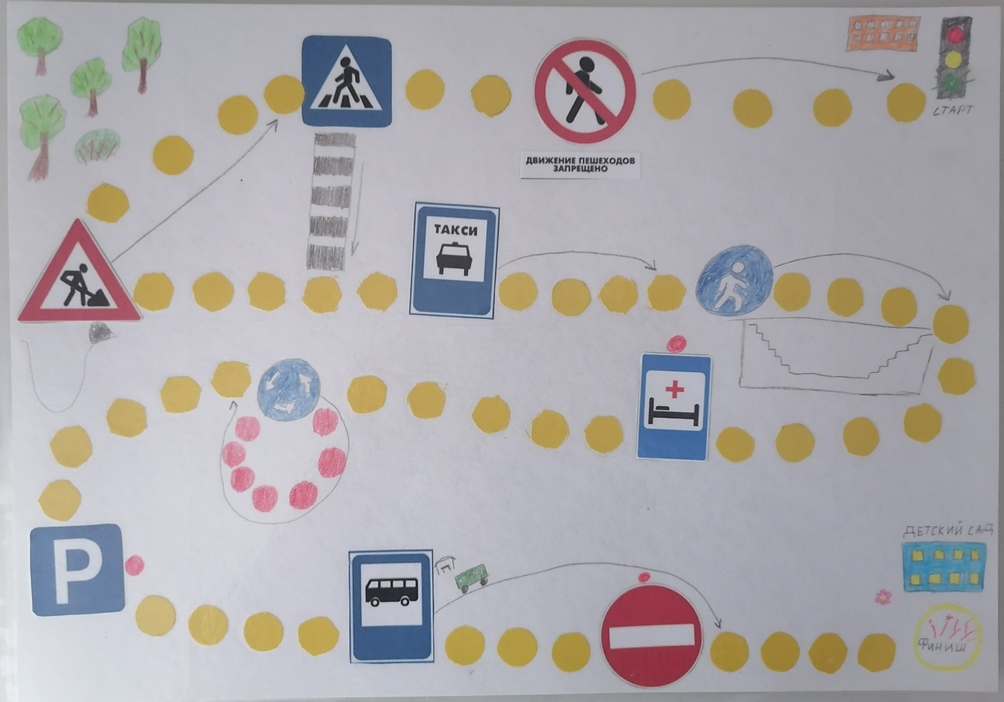 СТАРТ
ДВИЖЕНИЕ ПЕШЕХОДОВ
ЗАПРЕЩЕНО
ТАКСИ
P
ДЕТСКИЙ САД
ФИНИШ